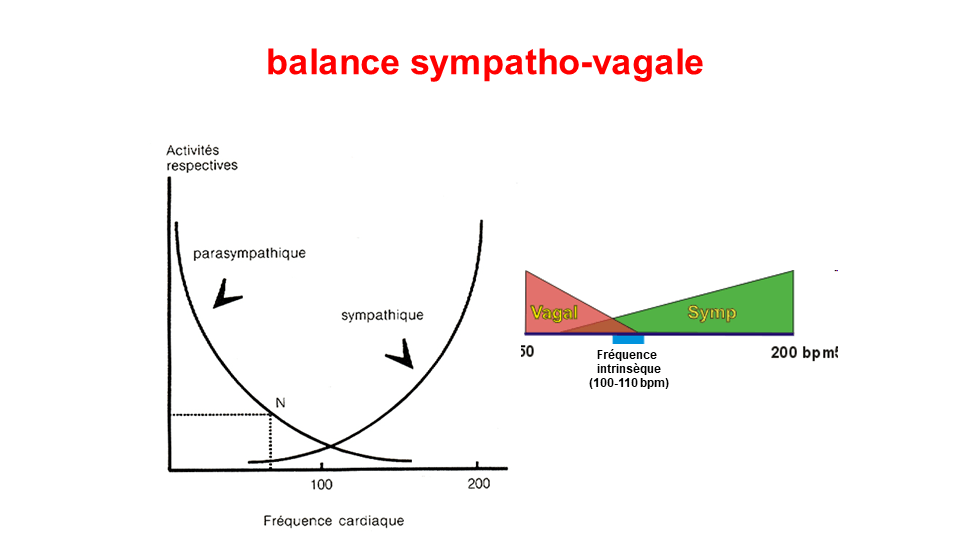 balance sympatho-vagale
Activités
respectives
parasympathique
sympathique
N
100
200
Fréquence cardiaque
Vagal
Symp
50
200 bpm
Fréquence
intrinsèque
(100-110 bpm)